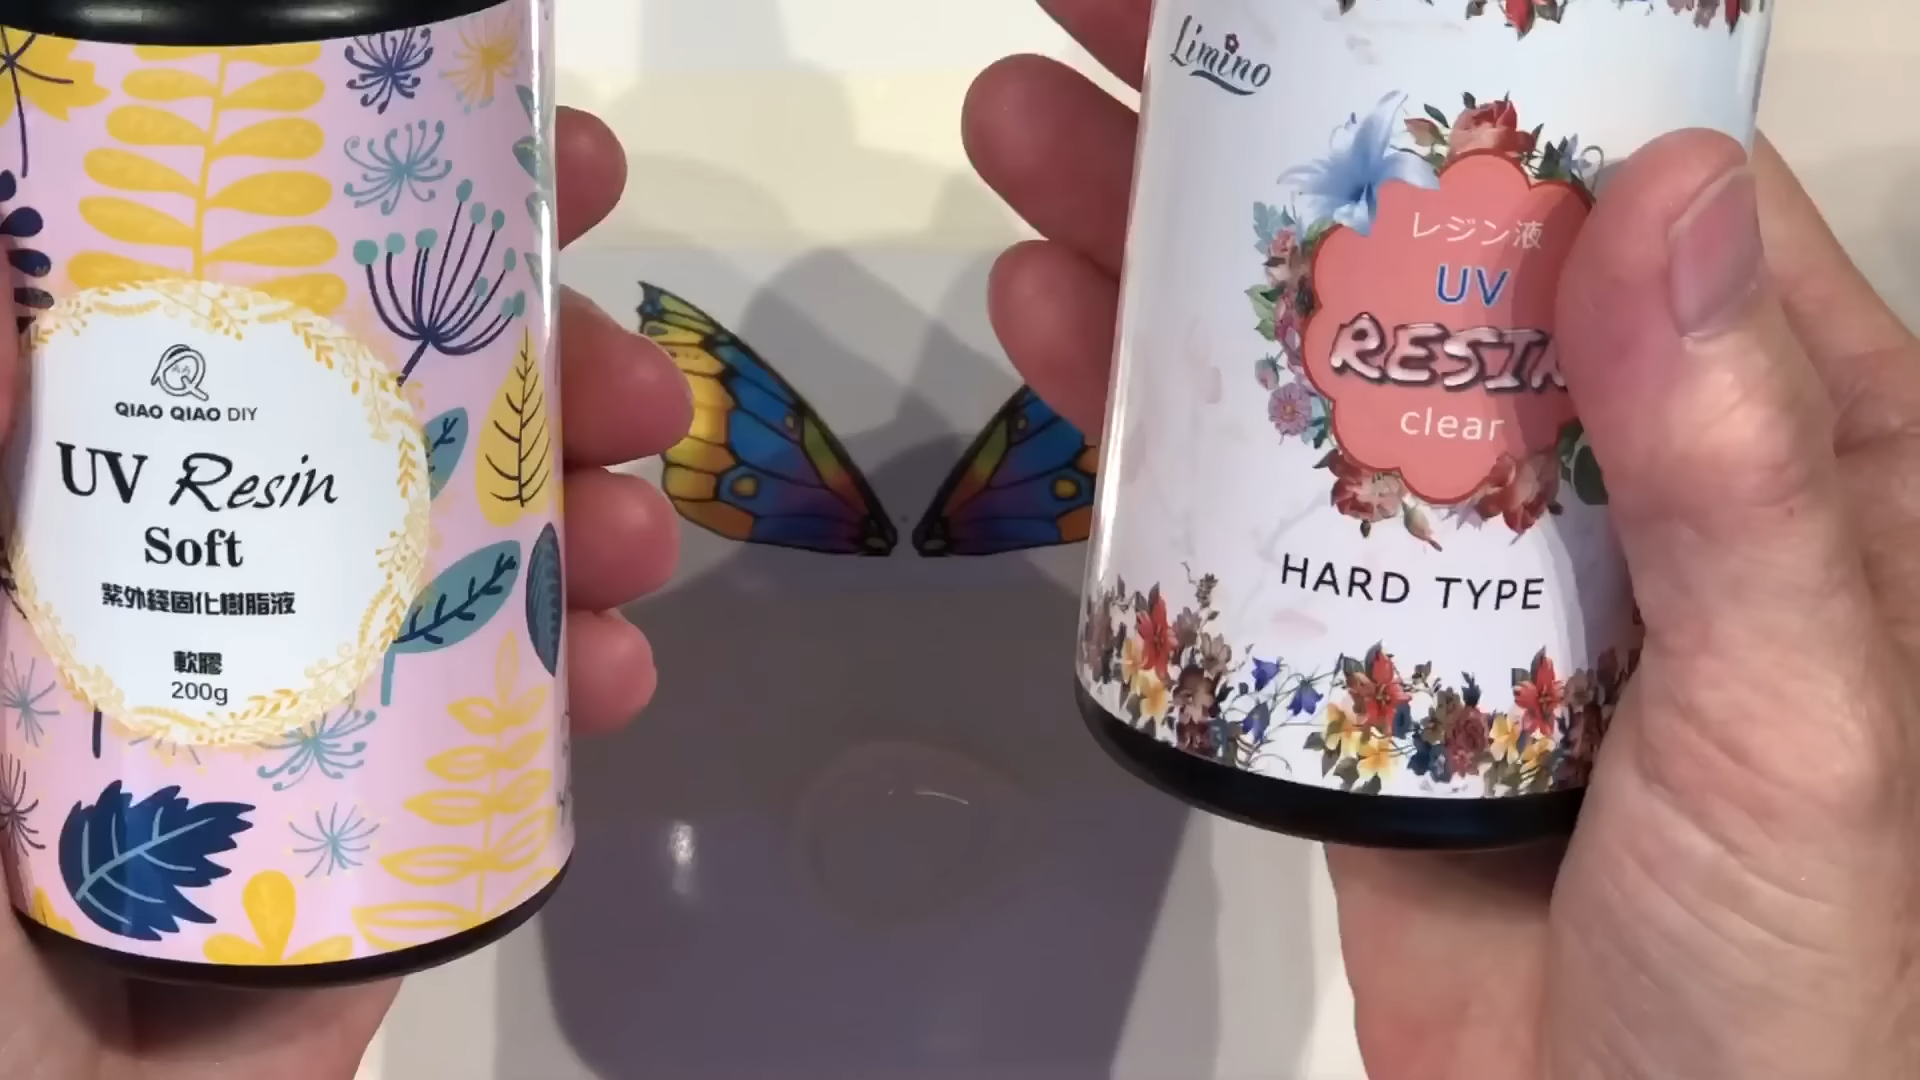 QIAO QIAO DIY
UV Resin
Soft
紫外綫固化樹脂液
軟膠
200g
Limino
レジン液
UV
RESIN
clear
HARD TYPE